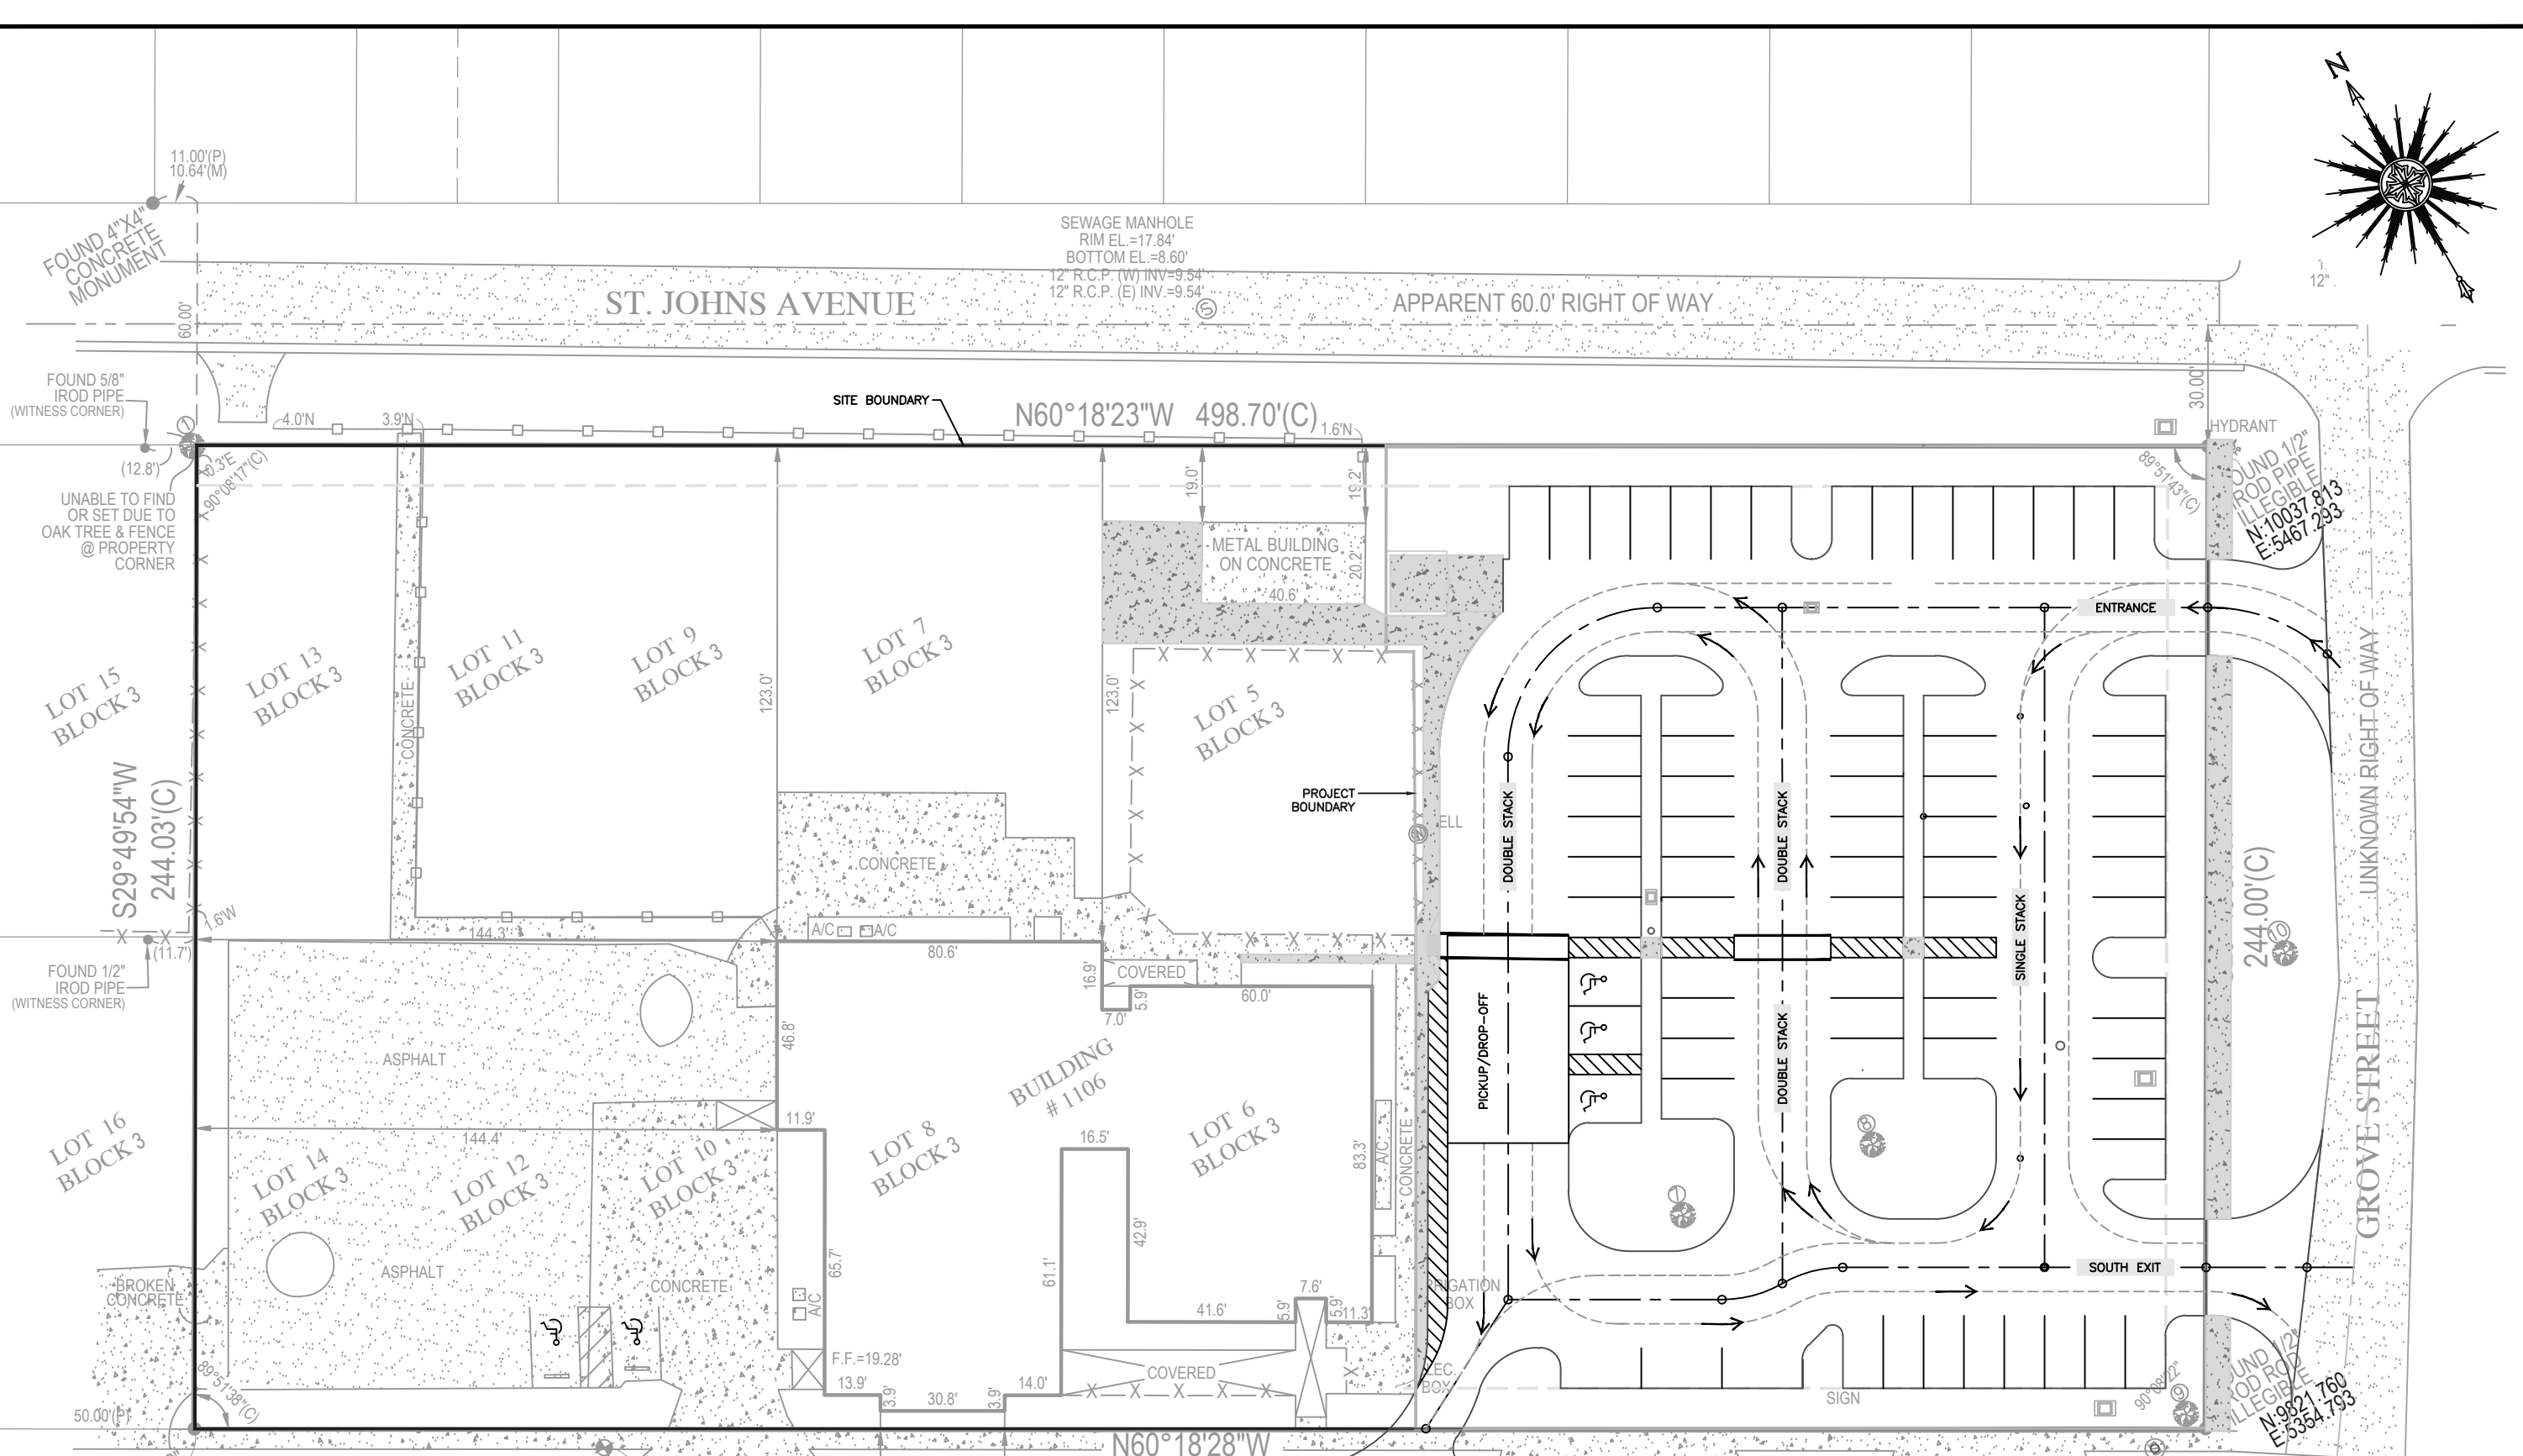 N
11.00'(P)
10.64'(M)
FOUND 4"X4"
CONCRETE
MONUMENT
60.00'
SEWAGE MANHOLE
RIM EL.=17.84'
BOTTOM EL.=8.60'
12" R.C.P. (W) INV=9.54'
12" R.C.P. (E) INV.=9.54'
S
12"
ST. JOHNS AVENUE
APPARENT 60.0' RIGHT OF WAY
FOUND 5/8"
IROD PIPE
(WITNESS CORNER)
7
4.0'N
3.9'N
SITE BOUNDARY
N60°18'23"W 498.70'(C)
1.6'N
30.00'
HYDRANT
(12.8')
0.3'E
90°08'17"(C)
UNABLE TO FIND
OR SET DUE TO
OAK TREE & FENCE
@ PROPERTY
CORNER
19.0'
19.2'
89°51'43"(C)
OUND 1/2"
IROD PIPE
ILLEGIBLE
N:10037.813
E:5467.293
METAL BUILDING
ON CONCRETE
20.2'
40.6'
ENTRANCE
LOT 15
BLOCK 3
LOT 13
BLOCK 3
LOT 11
BLOCK 3
LOT 9
BLOCK 3
LOT 7
BLOCK 3
LOT 5
BLOCK 3
CONCRETE
123.0'
123.0'
UNKNOWN RIGHT OF WAY
S29°49'54"W
244.03'(C)
PROJECT
BOUNDARY
ELL
DOUBLE STACK
DOUBLE STACK
SINGLE STACK
CONCRETE
244.00'(C)
10
1.6'W
144.3'
A/C
A/C
80.6'
X
(11.7')
FOUND 1/2"
IROD PIPE
(WITNESS CORNER)
16.9'
COVERED
5.9'
60.0'
7.0'
46.8'
ASPHALT
BUILDING
# 1106
PICKUP/DROP-OFF
DOUBLE STACK
GROVE STREET
LOT 16
BLOCK 3
144.4'
11.9'
LOT 14
BLOCK 3
LOT 12
BLOCK 3
LOT 10
BLOCK 3
LOT 8
BLOCK 3
16.5'
LOT 6
BLOCK 3
83.3'
A/C
CONCRETE
8
7
42.9'
65.7'
61.1'
BROKEN
CONCRETE
ASPHALT
CONCRETE
A/C
7.6'
41.6'
5.9'
5.9'
11.3'
RIGATION
BOX
SOUTH EXIT
F.F.=19.28'
13.9'
3.9'
30.8'
3.9'
14.0'
COVERED
LEC.
BOX
SIGN
89°51'38"(C)
50.00'(P)
90°08'22"
9
OUND 1/2"
ROD ROD
ILLEGIBLE
N:9821.760
E:5354.793
N60°18'28"W